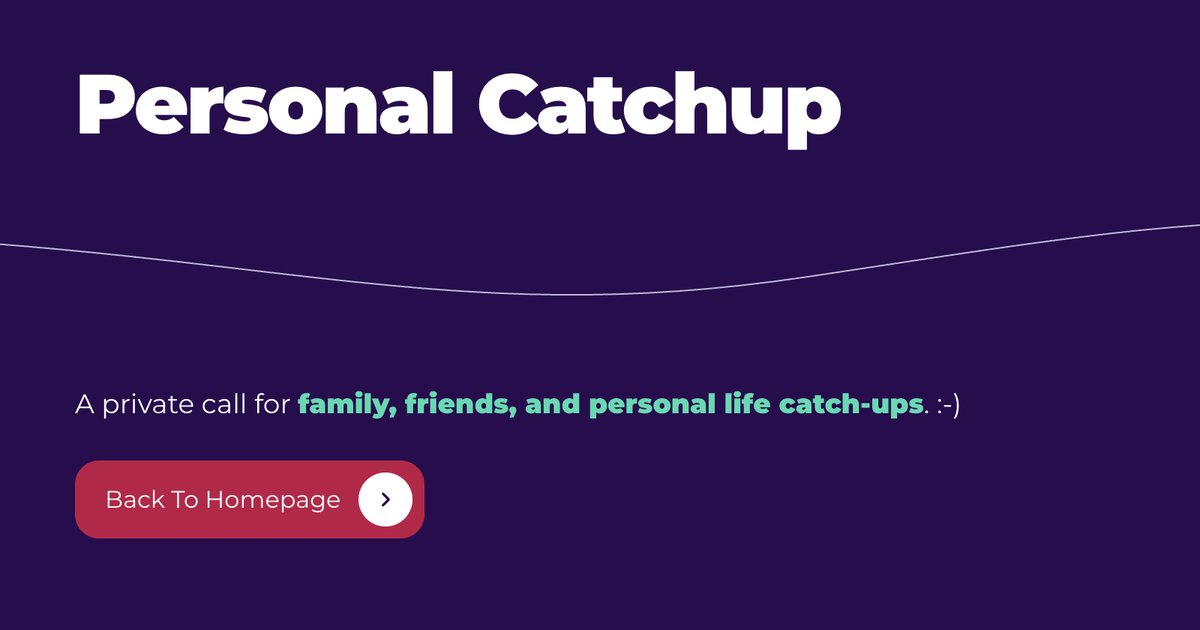 Personal Catchup
A private call for family, friends, and personal life catch-ups. :-)
Back To Homepage